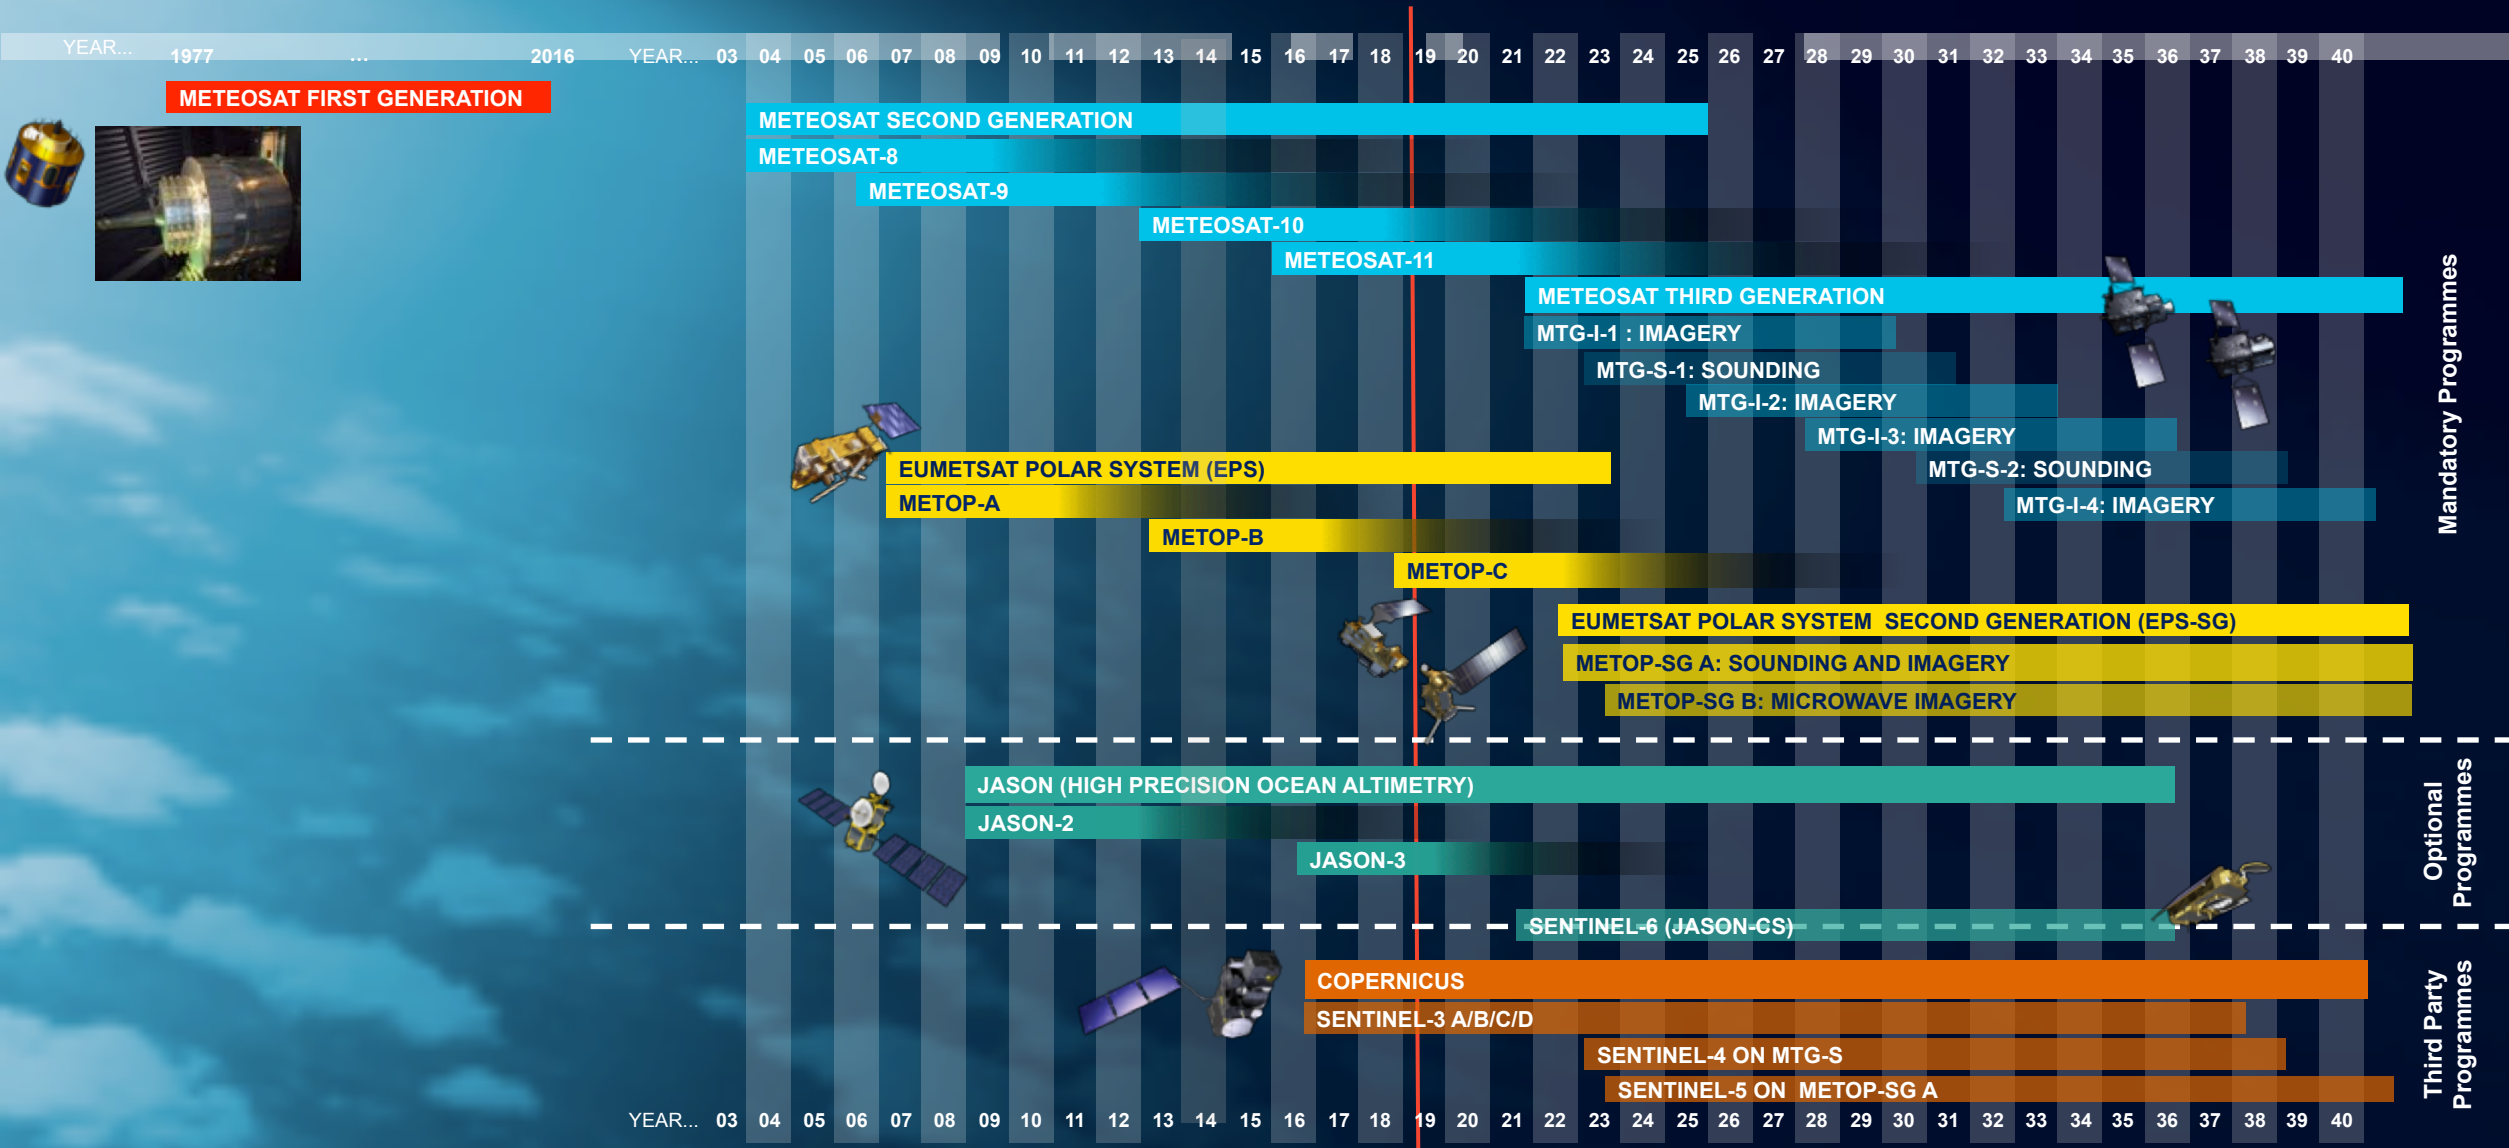 YEAR... 1977 ... 2016 YEAR... 03 04 05 06 07 08 09 10 11 12 13 14 15 16 17 18 19 20 21 22 23 24 25 26 27 28 29 30 31 32 33 34 35 36 37 38 39 40
METEOSAT FIRST GENERATION
METEOSAT SECOND GENERATION
METEOSAT-8
METEOSAT-9
METEOSAT-10
METEOSAT-11
METEOSAT THIRD GENERATION
MTG-I-1 : IMAGERY
MTG-S-1: SOUNDING
MTG-I-2: IMAGERY
MTG-I-3: IMAGERY
MTG-S-2: SOUNDING
MTG-I-4: IMAGERY
Mandatory Programmes
EUMETSAT POLAR SYSTEM (EPS)
METOP-A
METOP-B
METOP-C
EUMETSAT POLAR SYSTEM SECOND GENERATION (EPS-SG)
METOP-SG A: SOUNDING AND IMAGERY
METOP-SG B: MICROWAVE IMAGERY
JASON (HIGH PRECISION OCEAN ALTIMETRY)
JASON-2
JASON-3
SENTINEL-6 (JASON-CS)
Optional
Programmes
COPERNICUS
SENTINEL-3 A/B/C/D
SENTINEL-4 ON MTG-S
SENTINEL-5 ON METOP-SG A
Third Party
Programmes
YEAR... 03 04 05 06 07 08 09 10 11 12 13 14 15 16 17 18 19 20 21 22 23 24 25 26 27 28 29 30 31 32 33 34 35 36 37 38 39 40